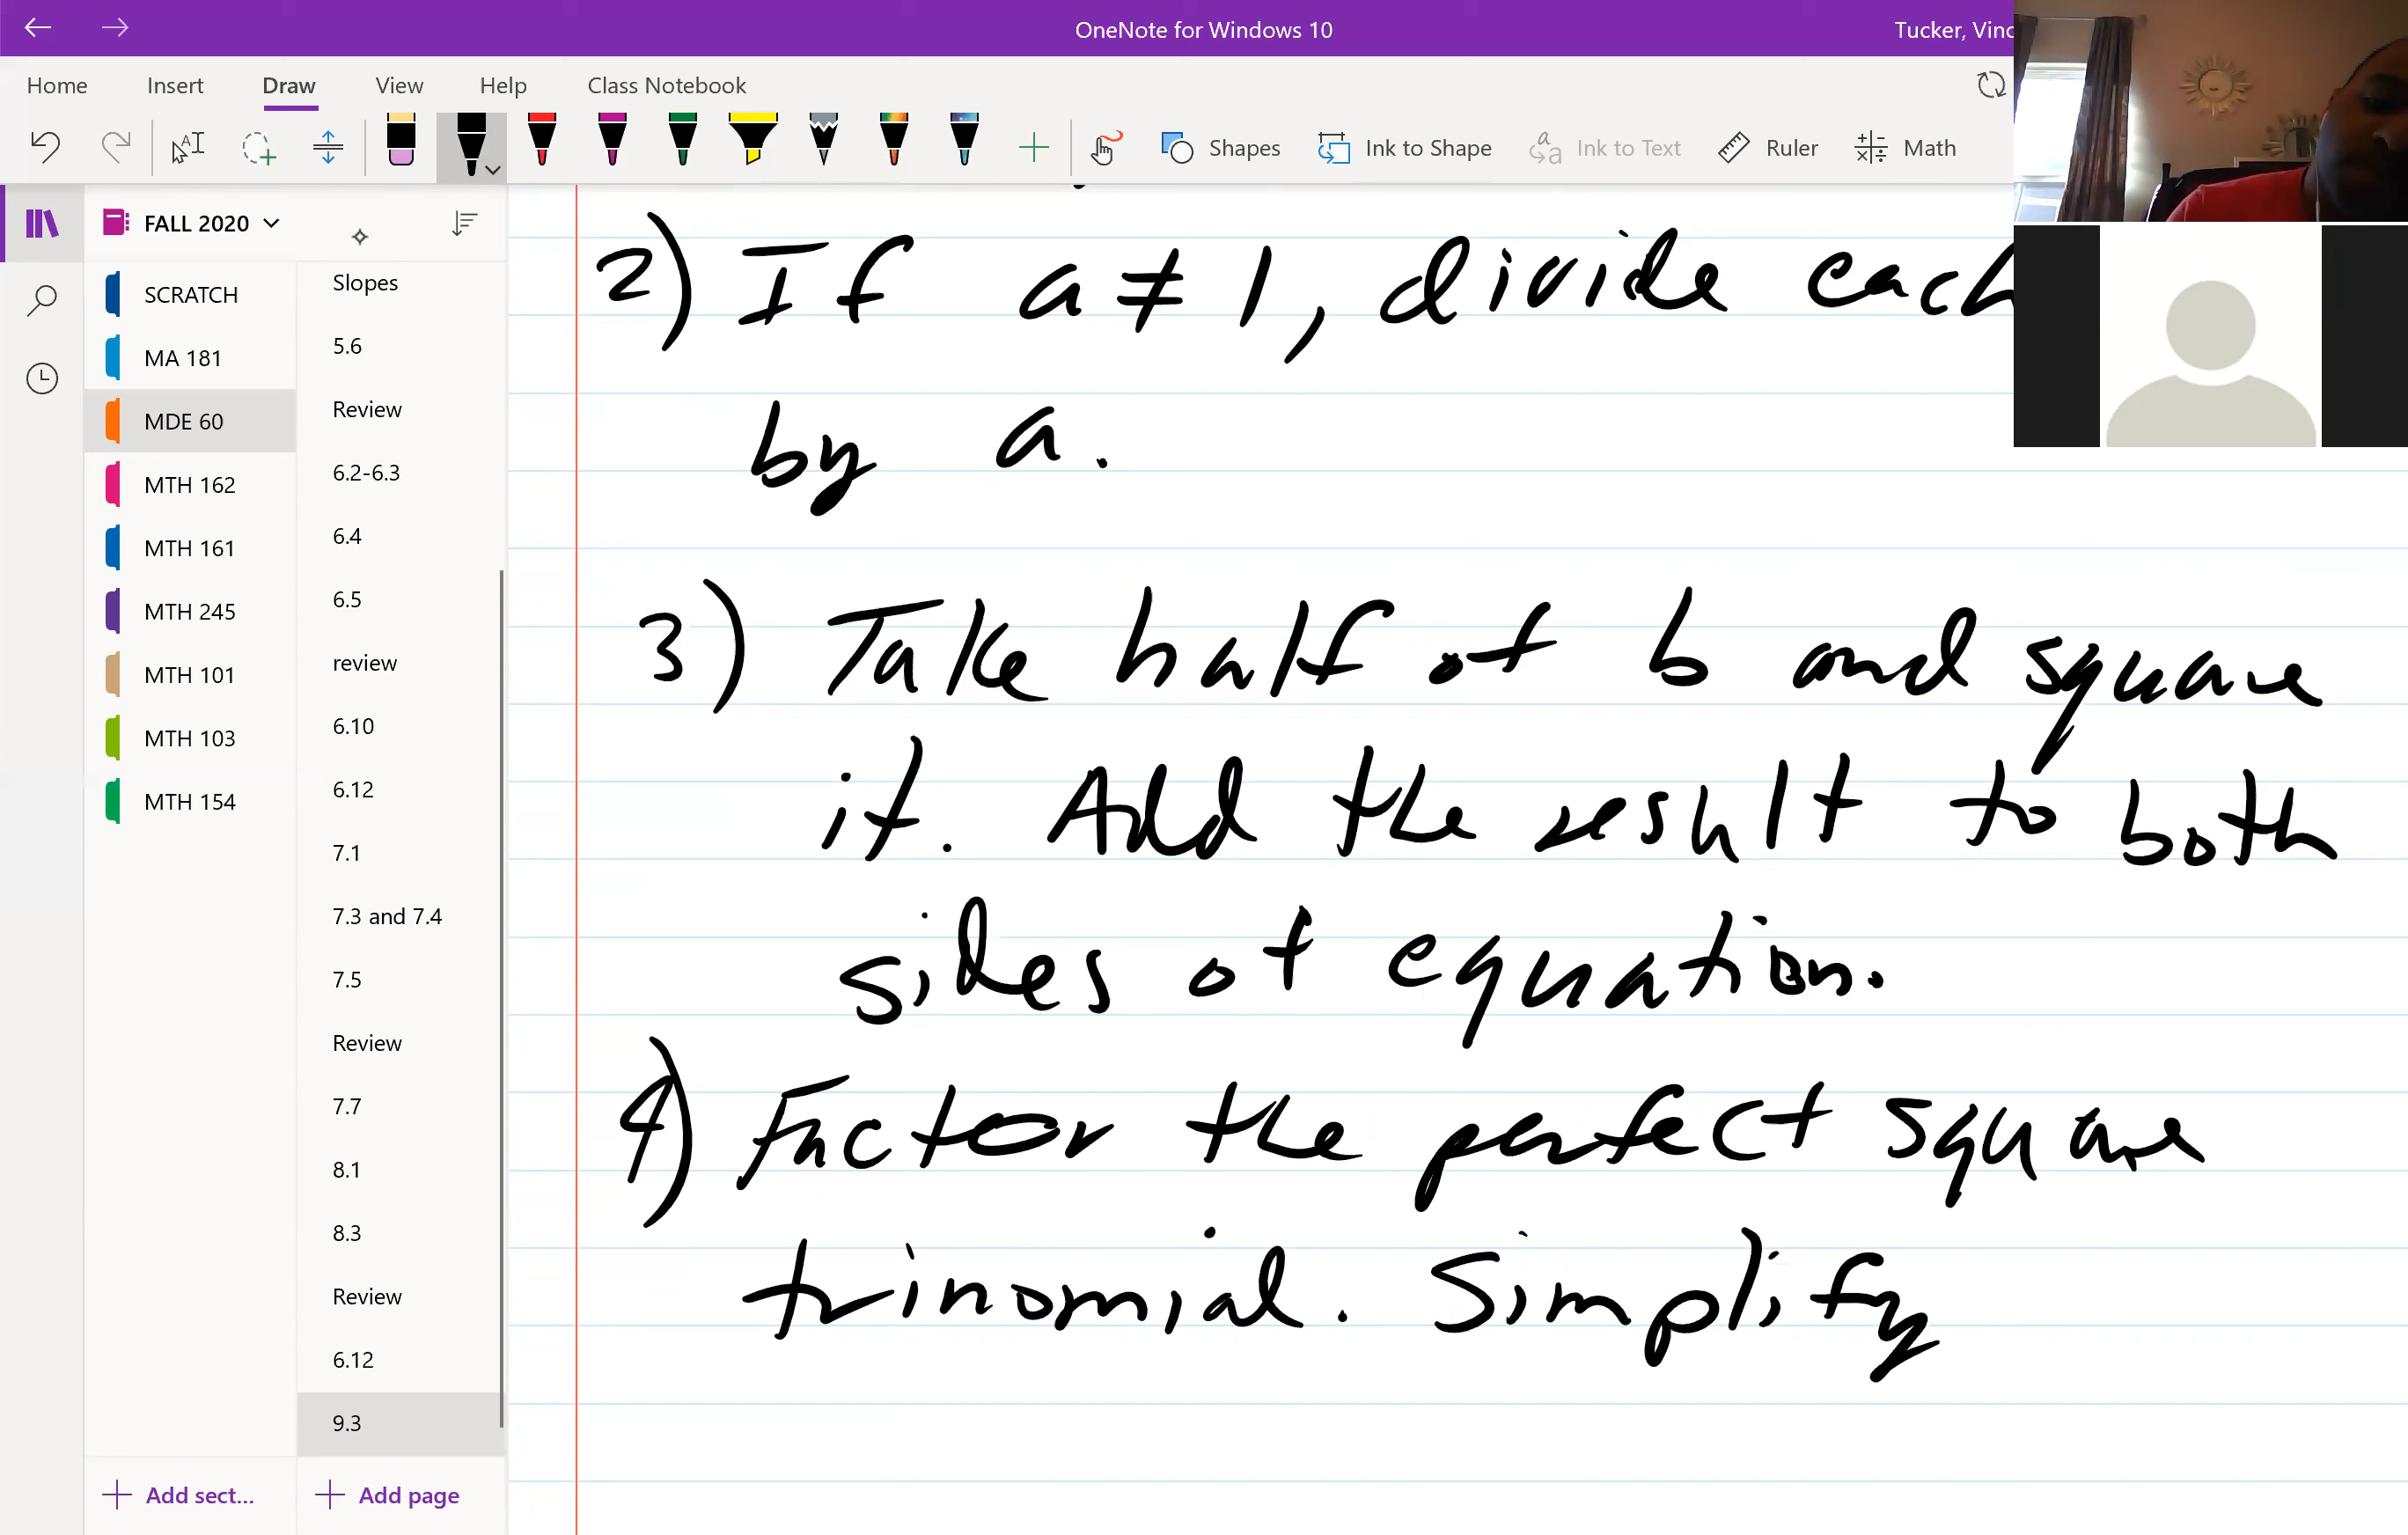 OneNote for Windows 10
Tucker, Vinc
Home Insert Draw View Help Class Notebook
Shapes Ink to Shape Ink to Text Ruler Math
FALL 2020
SCRATCH
MA 181
MDE 60
MTH 162
MTH 161
MTH 245
MTH 101
MTH 103
MTH 154
Add sect...
Slopes
5.6
Review
6.2-6.3
6.4
6.5
review
6.10
6.12
7.1
7.3 and 7.4
7.5
Review
7.7
8.1
8.3
Review
6.12
9.3
Add page
2) If a ≠ 1, divide each
by a.
3) Take half of b and square
it. Add the result to both
sides of equation.
4) Factor the perfect square
trinomial. Simplify